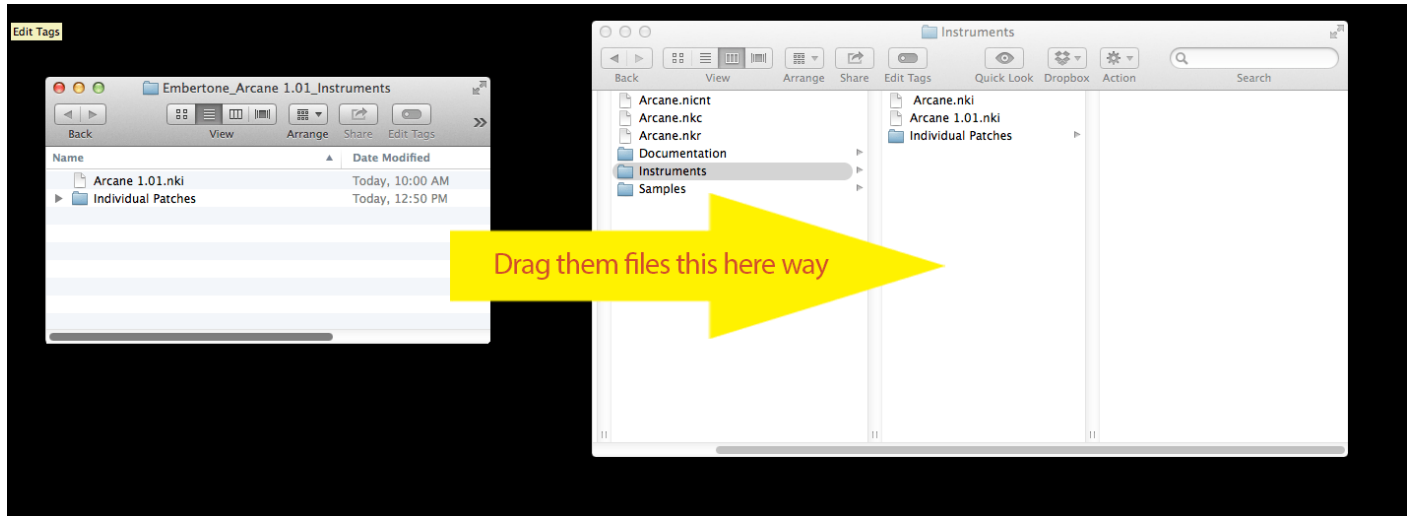 Edit Tags
Embertone_Arcane 1.01_Instruments
Back View Arrange Share Edit Tags
Name Date Modified
Arcane 1.01.nki Today, 10:00 AM
Individual Patches Today, 12:50 PM
Drag them files this here way
Instruments
Back View Arrange Share Edit Tags Quick Look Dropbox Action Search
Arcane.nicnt
Arcane.nkc
Arcane.nkr
Documentation
Instruments
Samples
Arcane.nki
Arcane 1.01.nki
Individual Patches